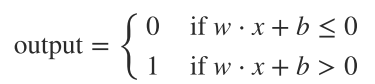 output = { 0 if w · x + b ≤ 0
1 if w · x + b > 0